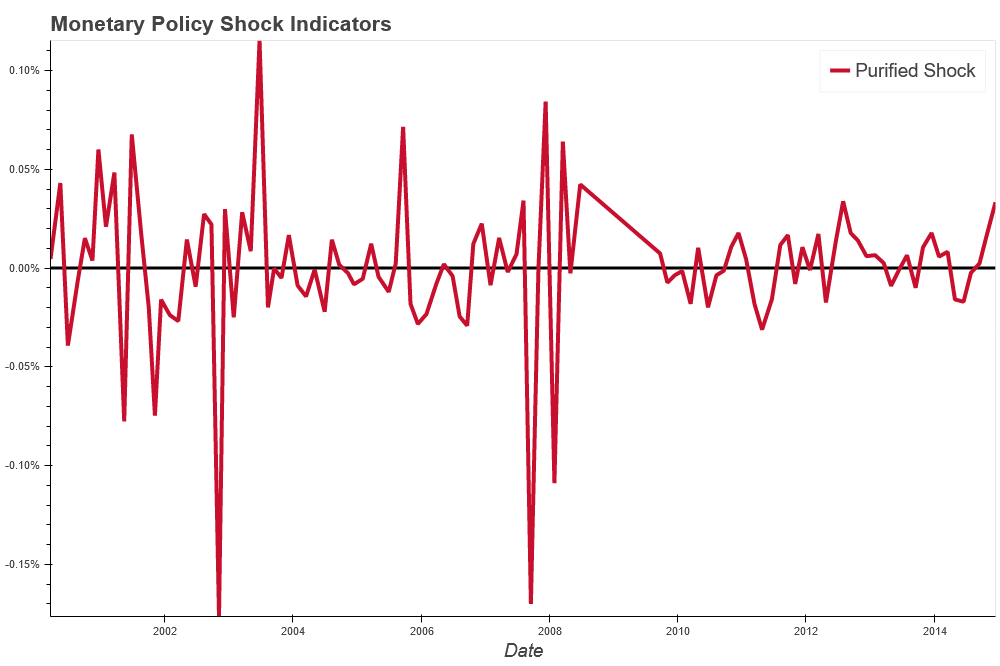 Monetary Policy Shock Indicators
Purified Shock
0.10%
0.05%
0.00%
-0.05%
-0.10%
-0.15%
2002 2004 2006 2008 2010 2012 2014
Date